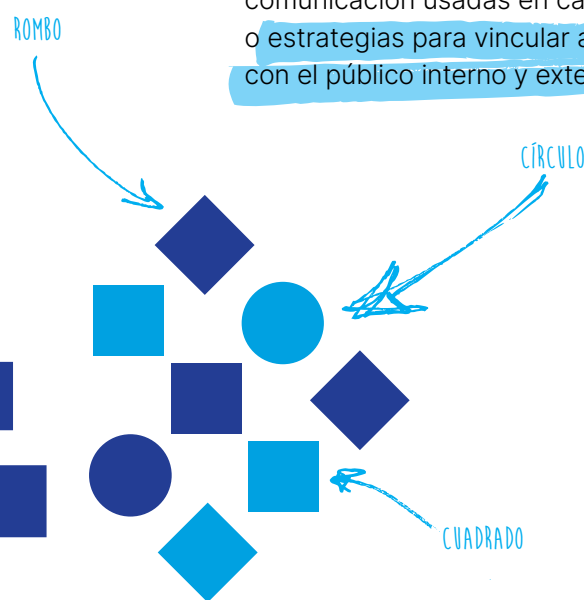 comunicación usadas en ca
o estrategias para vincular a
con el público interno y exte
ROMBO
CÍRCULO
CUADRADO